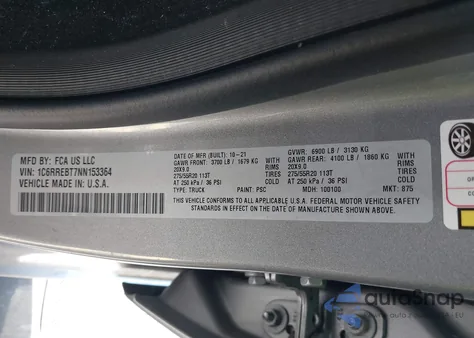 MFD BY: FCA US LLC
VIN: 1C6RREBT7NN153364
VEHICLE MADE IN: U.S.A.
DATE OF MFR (BUILT): 10-21
GAWR FRONT: 3700 LB / 1679 KG
WITH
20X9.0
RIMS
275/55R20 113T
TIRES
AT 250 kPa / 36 PSI
COLD
TYPE: TRUCK
PAINT: PSC
GVWR: 6900 LB / 3130 KG
GAWR REAR: 4100 LB / 1860 KG
WITH
20X9.0
RIMS
275/55R20 113T
TIRES
AT 250 kPa / 36 PSI
COLD
MDH: 100100
MKT: 875
THIS VEHICLE CONFORMS TO ALL APPLICABLE U.S.A. FEDERAL MOTOR VEHICLE
SAFETY STANDARDS IN EFFECT ON THE DATE OF MANUFACTURE SHOWN ABOVE.
autoSnap